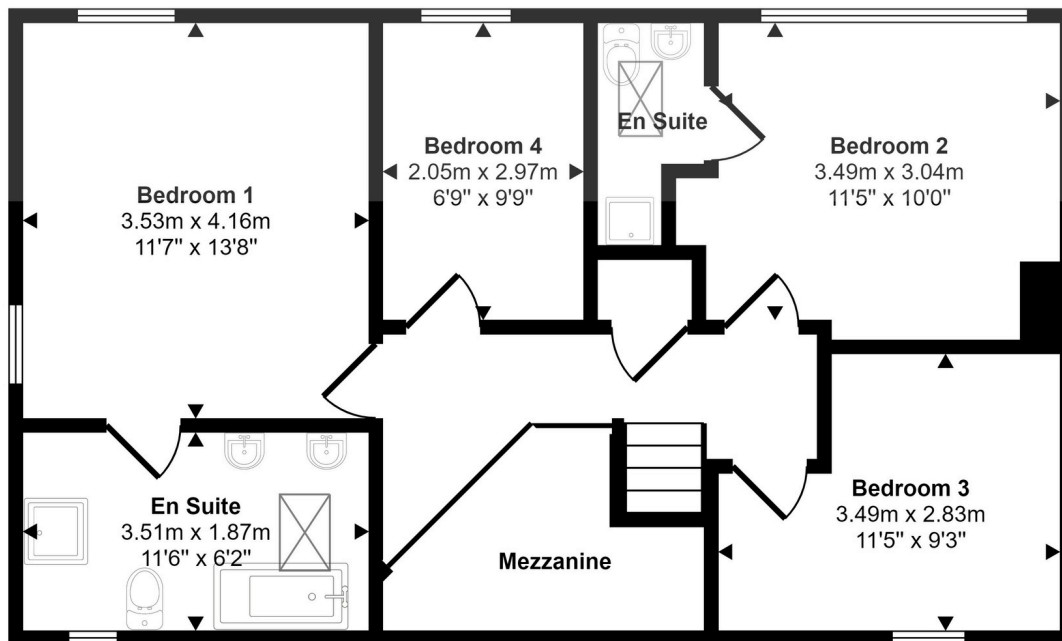 Bedroom 1
3.53m x 4.16m
11'7" x 13'8"
Bedroom 4
2.05m x 2.97m
6'9" x 9'9"
En Suite
Bedroom 2
3.49m x 3.04m
11'5" x 10'0"
En Suite
3.51m x 1.87m
11'6" x 6'2"
Mezzanine
Bedroom 3
3.49m x 2.83m
11'5" x 9'3"